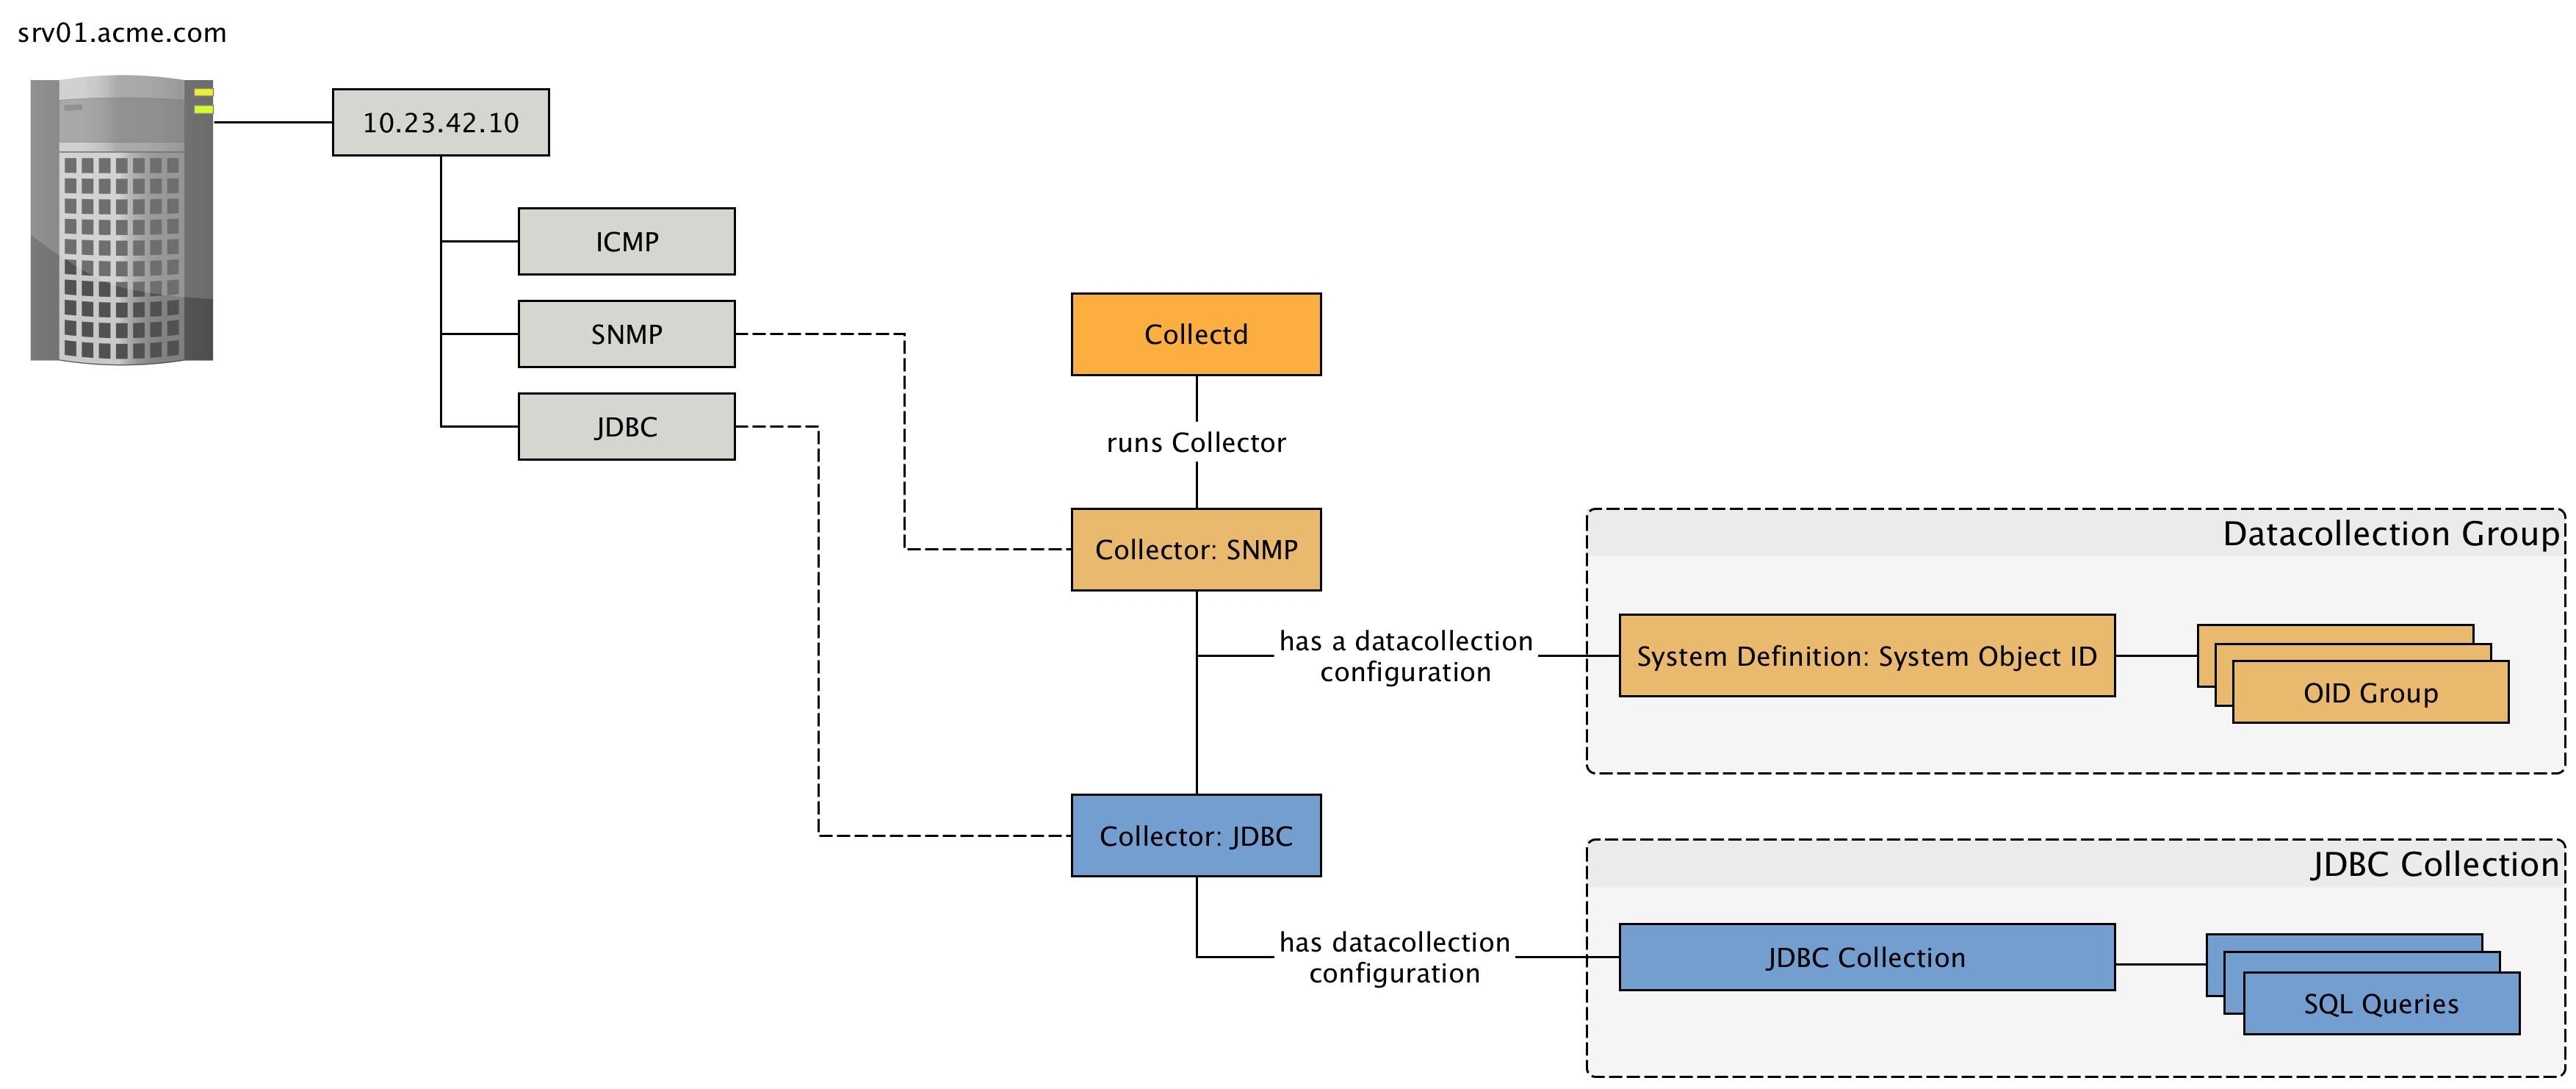 srv01.acme.com
10.23.42.10
ICMP
SNMP
JDBC
Collectd
runs Collector
Collector: SNMP
has a datacollection
configuration
Datacollection Group
System Definition: System Object ID
OID Group
Collector: JDBC
has datacollection
configuration
JDBC Collection
JDBC Collection
SQL Queries